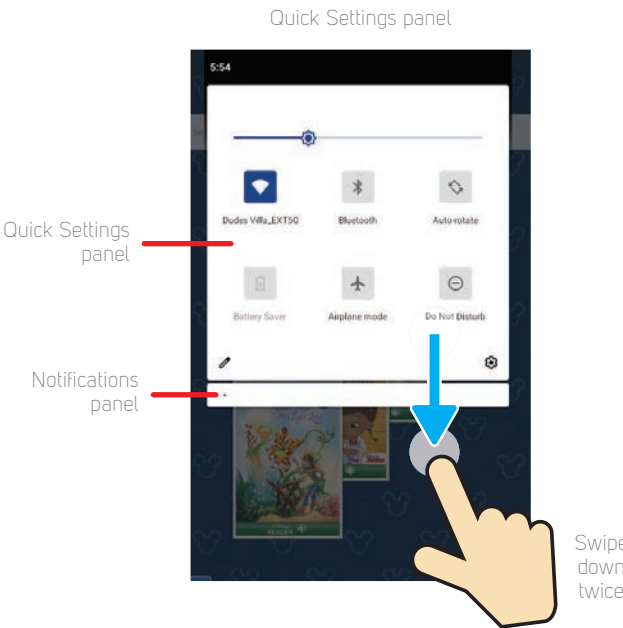 Quick Settings panel
5:54
Dudes Villa_EXT5G
Bluetooth
Auto-rotate
Quick Settings
panel
Battery Saver
Airplane mode
Do Not Disturb
Notifications
panel
READER
Swipe
down
twice